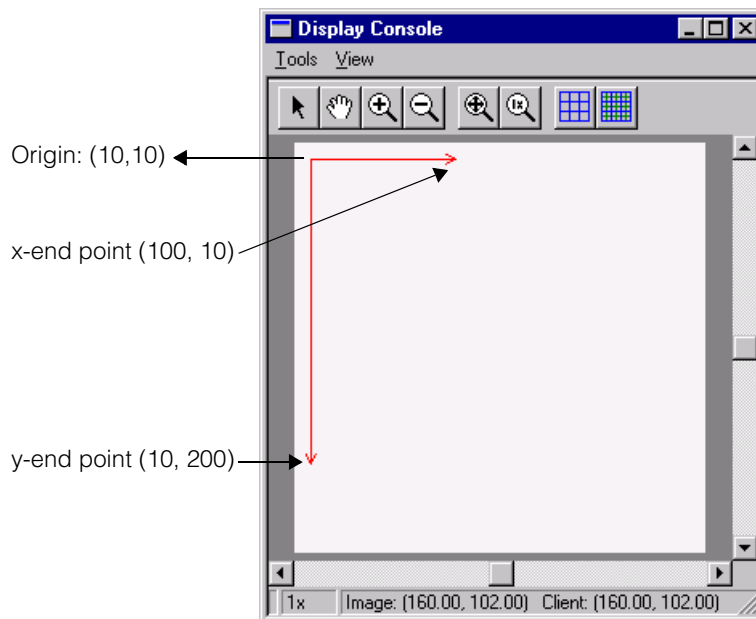 Display Console
Tools View
1x
Origin: (10,10)
x-end point (100, 10)
y-end point (10, 200)
1x Image: (160.00, 102.00) Client: (160.00, 102.00)